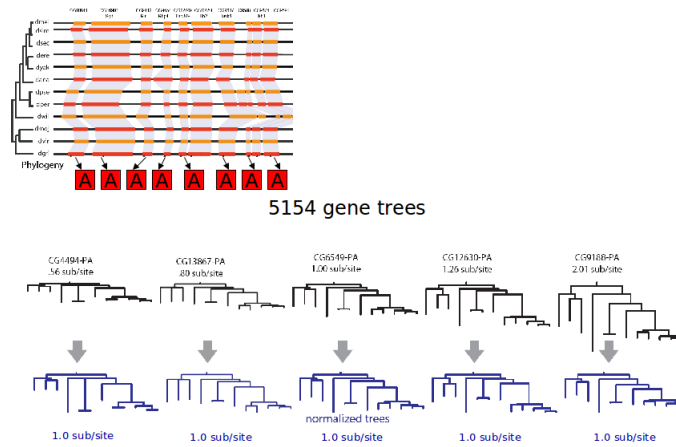 dmel
dsim
dsec
dere
dyak
dana
dpse
dper
dwil
dmoj
dvir
dgri
Phylogeny
A A A A A A A A
5154 gene trees
CG4494-PA CG13867-PA CG6549-PA CG12630-PA CG9188-PA
.56 sub/site .80 sub/site 1.00 sub/site 1.26 sub/site 2.01 sub/site
normalized trees
1.0 sub/site 1.0 sub/site 1.0 sub/site 1.0 sub/site 1.0 sub/site